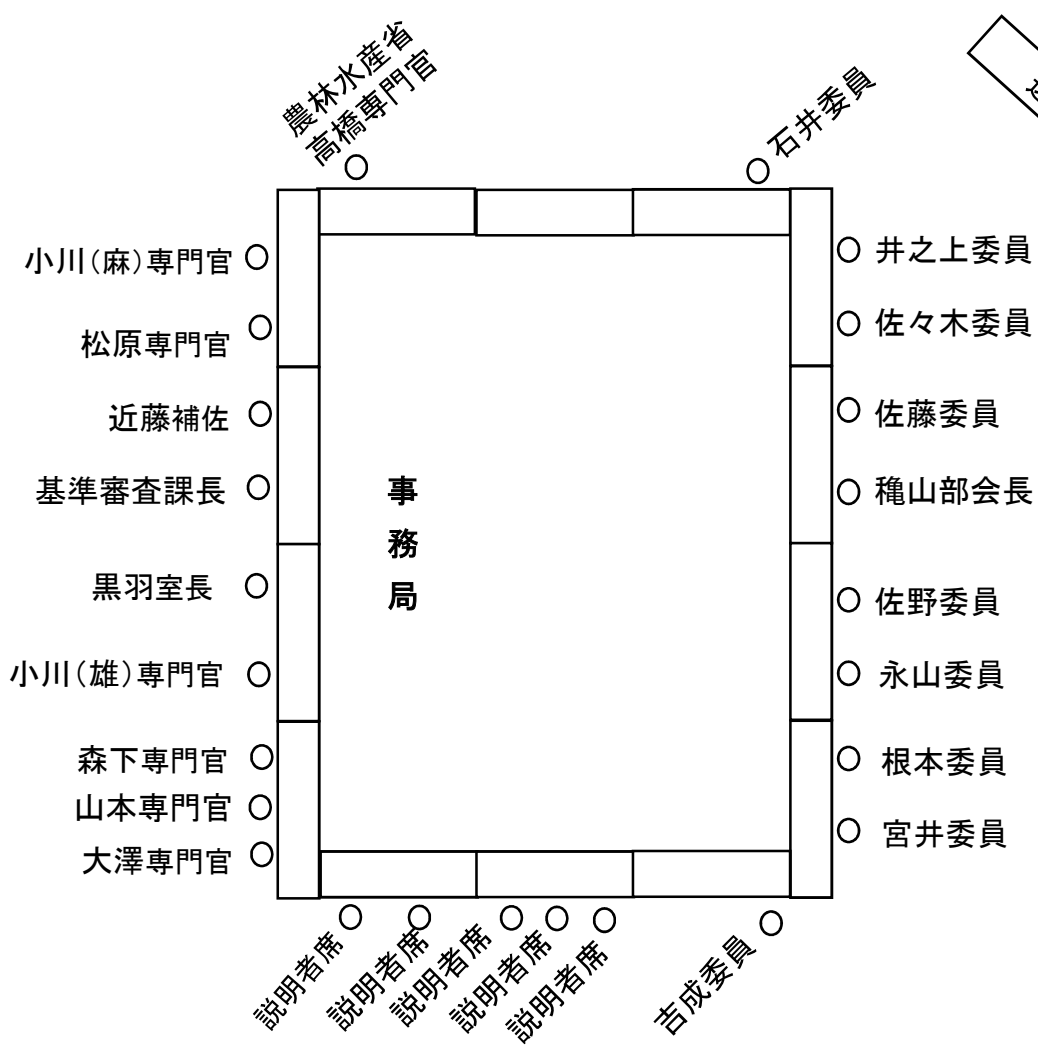 農林水産省
高橋専門官
石井委員
小川(麻)専門官
松原専門官
近藤補佐
基準審査課長
黒羽室長
小川(雄)専門官
森下専門官
山本専門官
大澤専門官
事務局
井之上委員
佐々木委員
佐藤委員
穐山部会長
佐野委員
永山委員
根本委員
宮井委員
説明者席
説明者席
説明者席
説明者席
説明者席
吉成委員